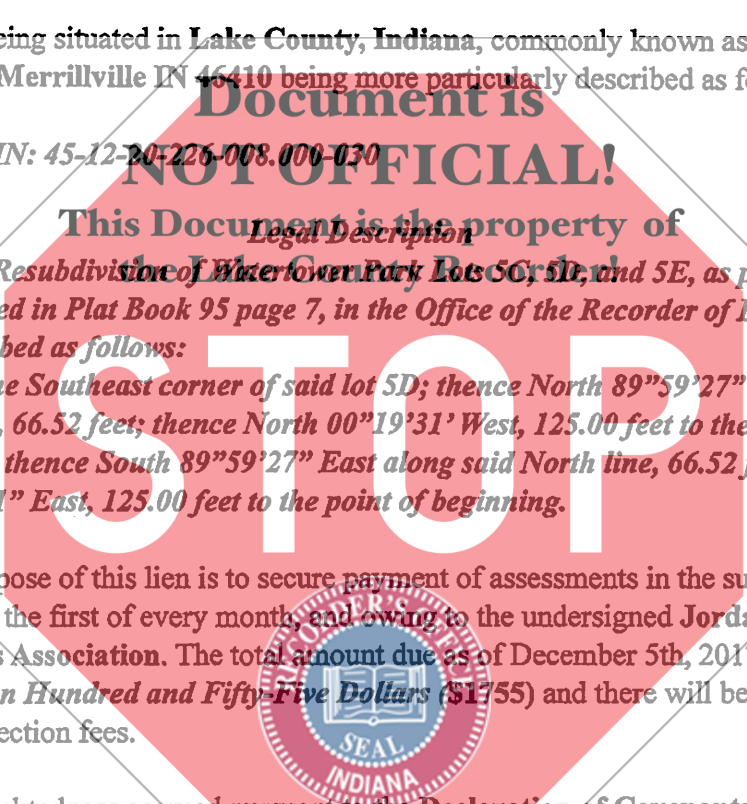 eing situated in Lake County, Indiana, commonly known as
Merrillville IN 46410 being more particularly described as fo
Document is
IN: 45-12-20-226-008.000-030
NOT OFFICIAL!
This Document is the property of
Legal Description
the Lake County Recorder!
Resubdivision of Watertower Park Lots 5C, 5D, and 5E, as p
ed in Plat Book 95 page 7, in the Office of the Recorder of
bed as follows:
STOP
e Southeast corner of said lot 5D; thence North 89”59’27”
, 66.52 feet; thence North 00”19’31’ West, 125.00 feet to the
thence South 89”59’27” East along said North line, 66.52
1” East, 125.00 feet to the point of beginning.
pose of this lien is to secure payment of assessments in the su
the first of every month, and owing to the undersigned Jorda
s Association. The total amount due as of December 5th, 201
n Hundred and Fifty-Five Dollars ($1755) and there will be
ection fees.
SEAL
INDIANA